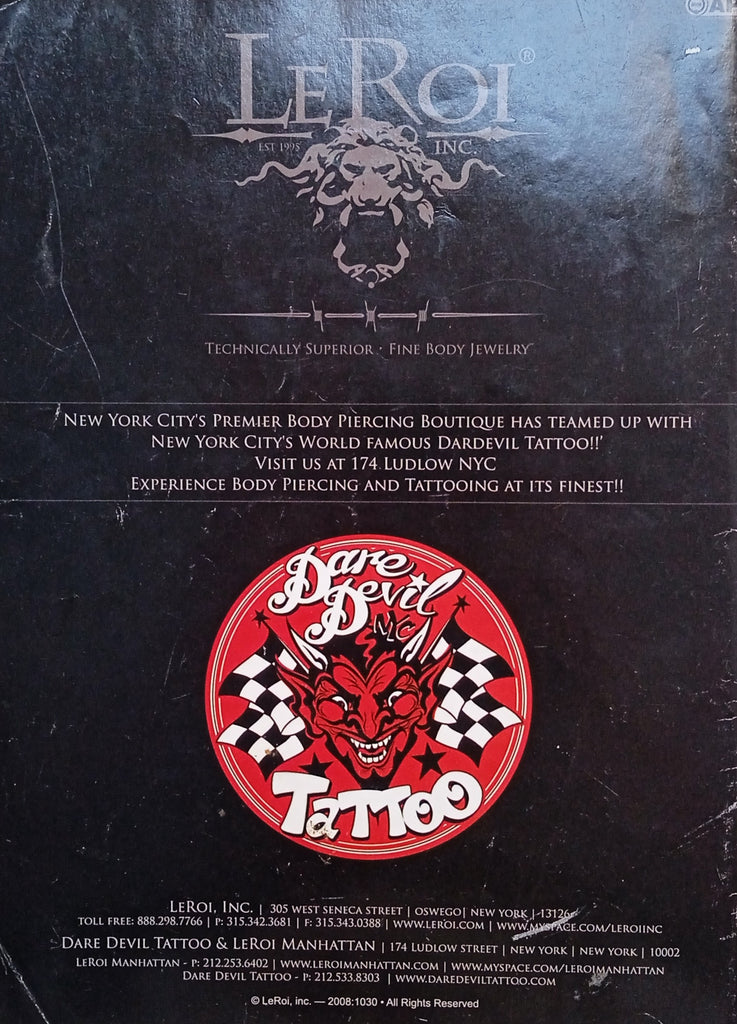 LeRoi®
EST 1995 INC.
Technically Superior · Fine Body Jewelry
New York City's Premier Body Piercing Boutique has teamed up with
New York City's World famous Dardevil Tattoo!!'
Visit us at 174 Ludlow NYC
Experience Body Piercing and Tattooing at its finest!!
Dare
Devil
NYC
Tattoo
LeRoi, Inc. | 305 west seneca street | oswego| new york | 13126
toll free: 888.298.7766 | p: 315.342.3681 | f: 315.343.0388 | www.leroi.com | www.myspace.com/leroiinc
Dare Devil Tattoo & LeRoi Manhattan | 174 ludlow street | new york | new york | 10002
LeRoi Manhattan - p: 212.253.6402 | www.leroimanhattan.com | www.myspace.com/leroimanhattan
Dare Devil Tattoo - p: 212.533.8303 | www.daredeviltattoo.com
© LeRoi, inc. — 2008:1030 • All Rights Reserved